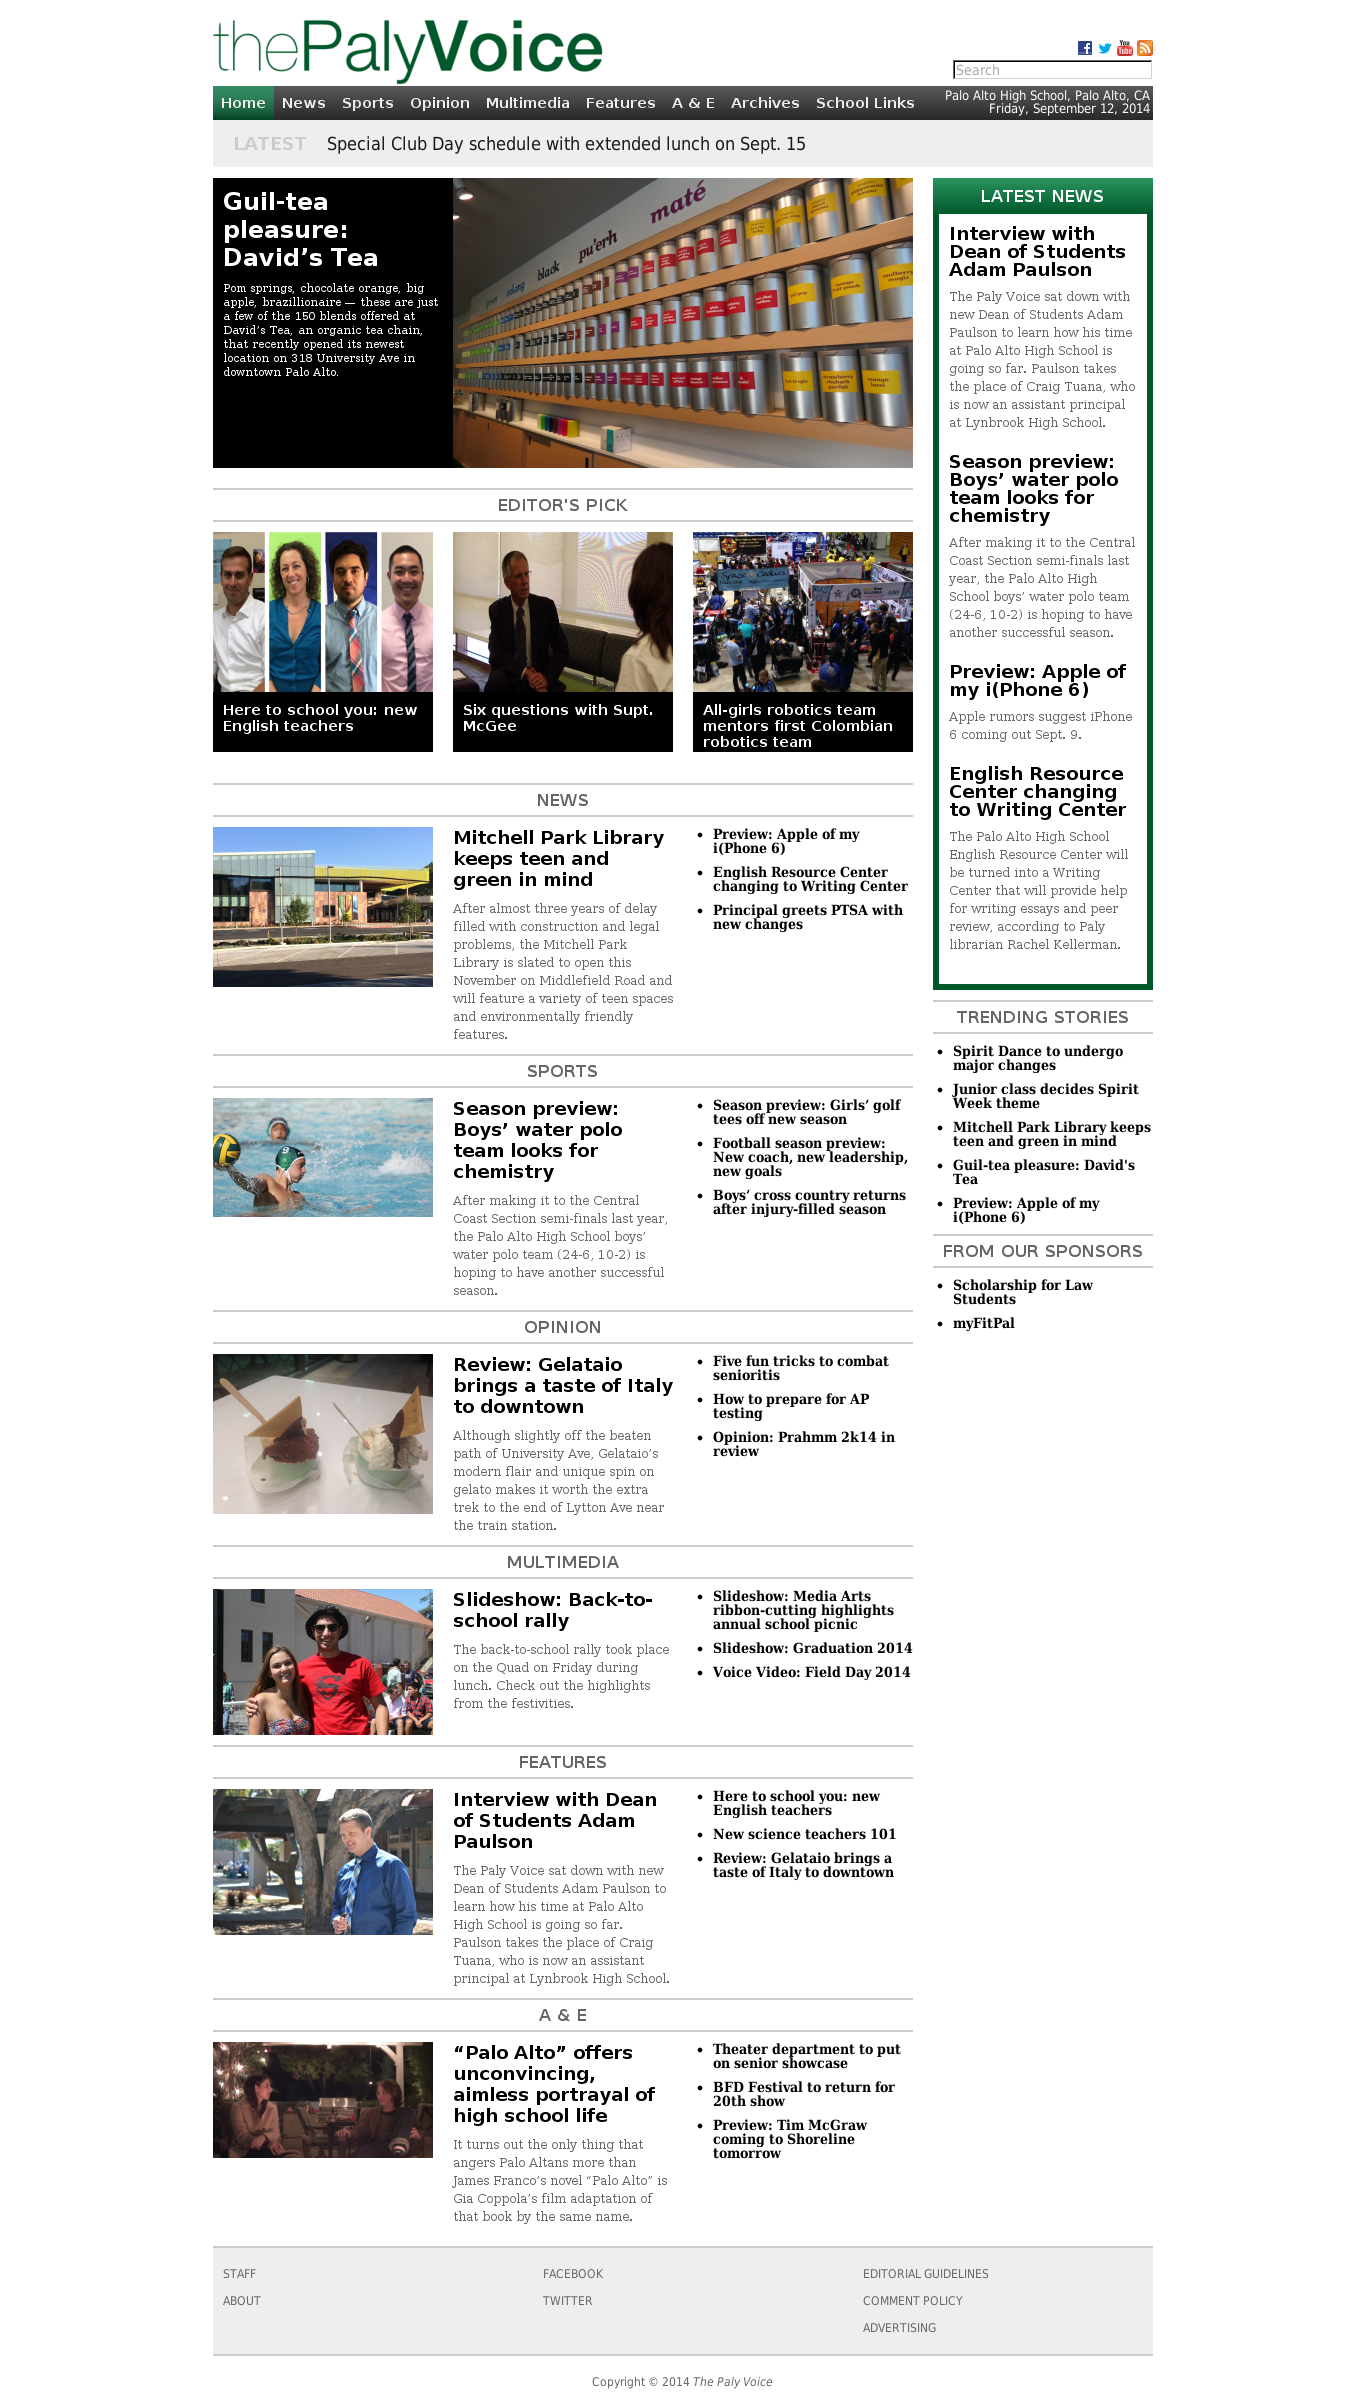 thePalyVoice
Search
Home News Sports Opinion Multimedia Features A & E Archives School Links
Palo Alto High School, Palo Alto, CA
Friday, September 12, 2014
LATEST Special Club Day schedule with extended lunch on Sept. 15
Guil-tea
pleasure:
David’s Tea
Pom springs, chocolate orange, big
apple, brazillionaire — these are just
a few of the 150 blends offered at
David’s Tea, an organic tea chain,
that recently opened its newest
location on 318 University Ave in
downtown Palo Alto.
green
oolong
black
pu'erh
maté
EDITOR'S PICK
Here to school you: new
English teachers
Six questions with Supt.
McGee
Space Cookies
All-girls robotics team
mentors first Colombian
robotics team
NEWS
Mitchell Park Library
keeps teen and
green in mind
After almost three years of delay
filled with construction and legal
problems, the Mitchell Park
Library is slated to open this
November on Middlefield Road and
will feature a variety of teen spaces
and environmentally friendly
features.
• Preview: Apple of my
i(Phone 6)
• English Resource Center
changing to Writing Center
• Principal greets PTSA with
new changes
SPORTS
Season preview:
Boys’ water polo
team looks for
chemistry
After making it to the Central
Coast Section semi-finals last year,
the Palo Alto High School boys’
water polo team (24-6, 10-2) is
hoping to have another successful
season.
• Season preview: Girls’ golf
tees off new season
• Football season preview:
New coach, new leadership,
new goals
• Boys’ cross country returns
after injury-filled season
OPINION
Review: Gelataio
brings a taste of Italy
to downtown
Although slightly off the beaten
path of University Ave, Gelataio’s
modern flair and unique spin on
gelato makes it worth the extra
trek to the end of Lytton Ave near
the train station.
• Five fun tricks to combat
senioritis
• How to prepare for AP
testing
• Opinion: Prahmm 2k14 in
review
MULTIMEDIA
Slideshow: Back-to-
school rally
The back-to-school rally took place
on the Quad on Friday during
lunch. Check out the highlights
from the festivities.
• Slideshow: Media Arts
ribbon-cutting highlights
annual school picnic
• Slideshow: Graduation 2014
• Voice Video: Field Day 2014
FEATURES
Interview with Dean
of Students Adam
Paulson
The Paly Voice sat down with new
Dean of Students Adam Paulson to
learn how his time at Palo Alto
High School is going so far.
Paulson takes the place of Craig
Tuana, who is now an assistant
principal at Lynbrook High School.
• Here to school you: new
English teachers
• New science teachers 101
• Review: Gelataio brings a
taste of Italy to downtown
A & E
“Palo Alto” offers
unconvincing,
aimless portrayal of
high school life
It turns out the only thing that
angers Palo Altans more than
James Franco’s novel “Palo Alto” is
Gia Coppola’s film adaptation of
that book by the same name.
• Theater department to put
on senior showcase
• BFD Festival to return for
20th show
• Preview: Tim McGraw
coming to Shoreline
tomorrow
LATEST NEWS
Interview with
Dean of Students
Adam Paulson
The Paly Voice sat down with
new Dean of Students Adam
Paulson to learn how his time
at Palo Alto High School is
going so far. Paulson takes
the place of Craig Tuana, who
is now an assistant principal
at Lynbrook High School.
Season preview:
Boys’ water polo
team looks for
chemistry
After making it to the Central
Coast Section semi-finals last
year, the Palo Alto High
School boys’ water polo team
(24-6, 10-2) is hoping to have
another successful season.
Preview: Apple of
my i(Phone 6)
Apple rumors suggest iPhone
6 coming out Sept. 9.
English Resource
Center changing
to Writing Center
The Palo Alto High School
English Resource Center will
be turned into a Writing
Center that will provide help
for writing essays and peer
review, according to Paly
librarian Rachel Kellerman.
TRENDING STORIES
• Spirit Dance to undergo
major changes
• Junior class decides Spirit
Week theme
• Mitchell Park Library keeps
teen and green in mind
• Guil-tea pleasure: David's
Tea
• Preview: Apple of my
i(Phone 6)
FROM OUR SPONSORS
• Scholarship for Law
Students
• myFitPal
STAFF
ABOUT
FACEBOOK
TWITTER
EDITORIAL GUIDELINES
COMMENT POLICY
ADVERTISING
Copyright © 2014 The Paly Voice